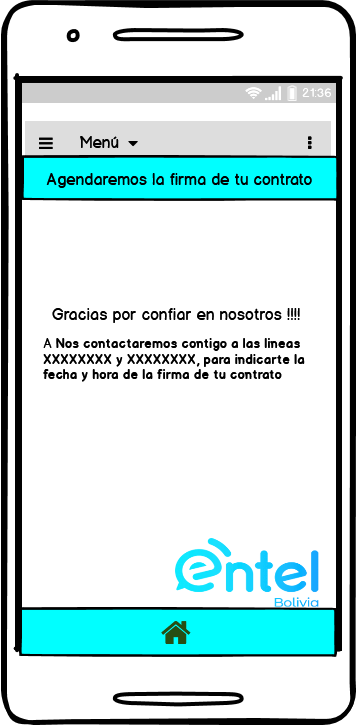 21:36
Menú
Agendaremos la firma de tu contrato
Gracias por confiar en nosotros !!!!
A Nos contactaremos contigo a las lineas
XXXXXXXX y XXXXXXXX, para indicarte la
fecha y hora de la firma de tu contrato
entel
Bolivia